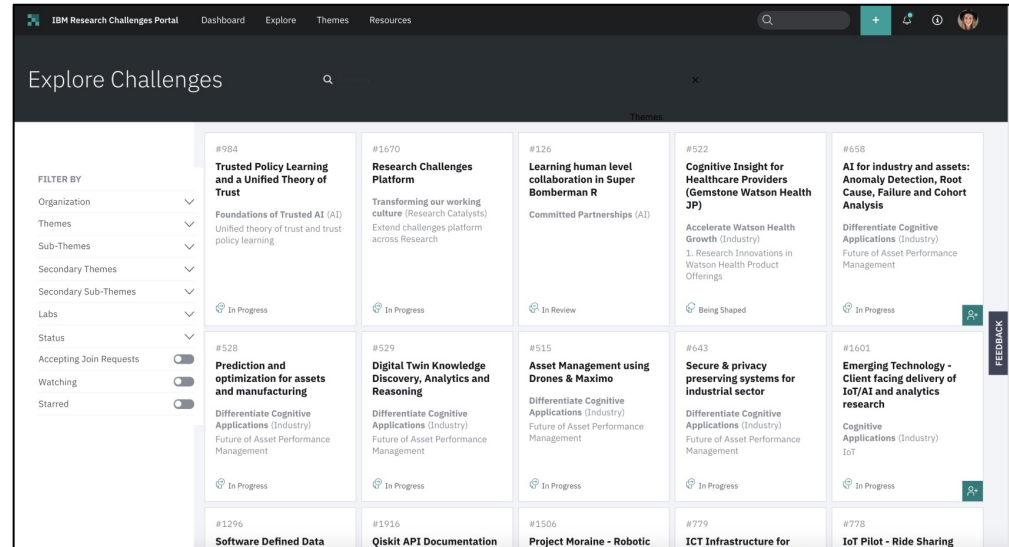 IBM Research Challenges Portal Dashboard Explore Themes Resources
Explore Challenges
Themes
FILTER BY
Organization
Themes
Sub-Themes
Secondary Themes
Secondary Sub-Themes
Labs
Status
Accepting Join Requests
Watching
Starred
#984
Trusted Policy Learning
and a Unified Theory of
Trust
Foundations of Trusted AI (AI)
Unified theory of trust and trust
policy learning
In Progress
#1670
Research Challenges
Platform
Transforming our working
culture (Research Catalysts)
Extend challenges platform
across Research
In Progress
#126
Learning human level
collaboration in Super
Bomberman R
Committed Partnerships (AI)
In Review
#522
Cognitive Insight for
Healthcare Providers
(Gemstone Watson Health
JP)
Accelerate Watson Health
Growth (Industry)
1. Research Innovations in
Watson Health Product
Offerings
Being Shaped
#658
AI for industry and assets:
Anomaly Detection, Root
Cause, Failure and Cohort
Analysis
Differentiate Cognitive
Applications (Industry)
Future of Asset Performance
Management
In Progress
#528
Prediction and
optimization for assets
and manufacturing
Differentiate Cognitive
Applications (Industry)
Future of Asset Performance
Management
In Progress
#529
Digital Twin Knowledge
Discovery, Analytics and
Reasoning
Differentiate Cognitive
Applications (Industry)
Future of Asset Performance
Management
In Progress
#515
Asset Management using
Drones & Maximo
Differentiate Cognitive
Applications (Industry)
Future of Asset Performance
Management
In Progress
#643
Secure & privacy
preserving systems for
industrial sector
Differentiate Cognitive
Applications (Industry)
Future of Asset Performance
Management
In Progress
#1601
Emerging Technology -
Client facing delivery of
IoT/AI and analytics
research
Cognitive
Applications (Industry)
IoT
In Progress
#1296
Software Defined Data
#1916
Qiskit API Documentation
#1506
Project Moraine - Robotic
#779
ICT Infrastructure for
#778
IoT Pilot - Ride Sharing
FEEDBACK